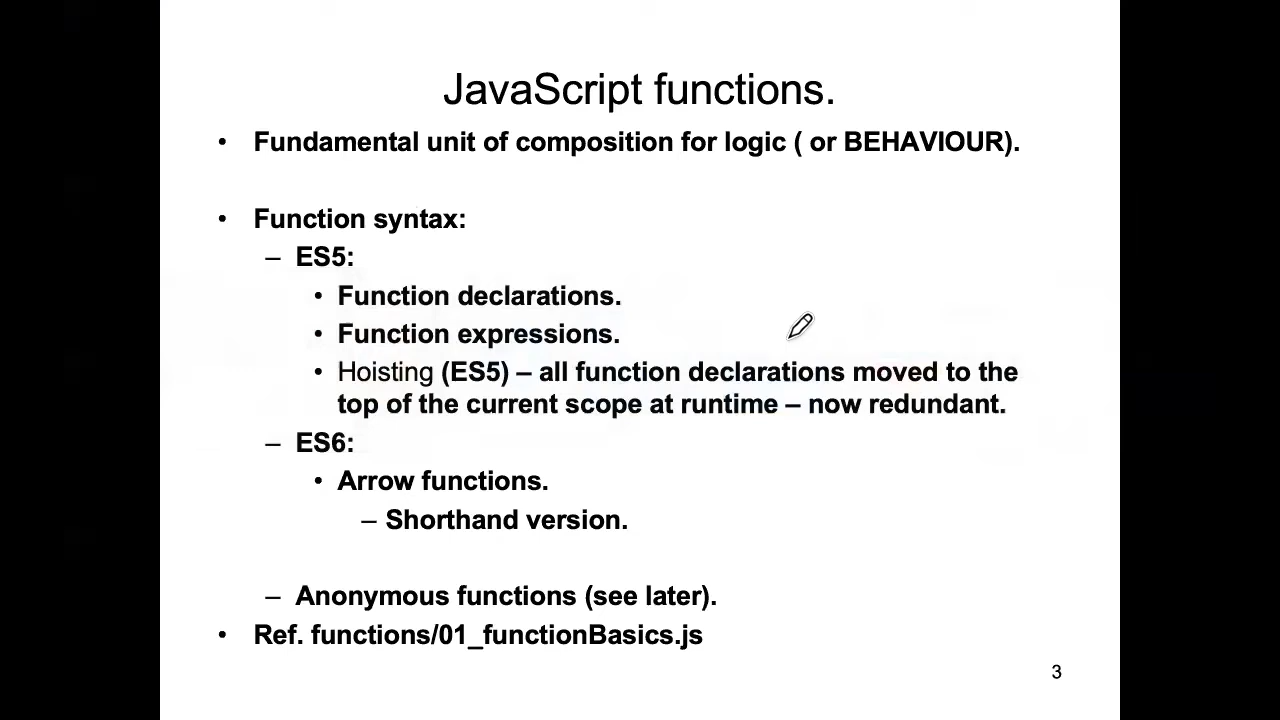 JavaScript functions.
• Fundamental unit of composition for logic ( or BEHAVIOUR).
• Function syntax:
– ES5:
• Function declarations.
• Function expressions.
• Hoisting (ES5) – all function declarations moved to the
top of the current scope at runtime – now redundant.
– ES6:
• Arrow functions.
– Shorthand version.
– Anonymous functions (see later).
• Ref. functions/01_functionBasics.js
3